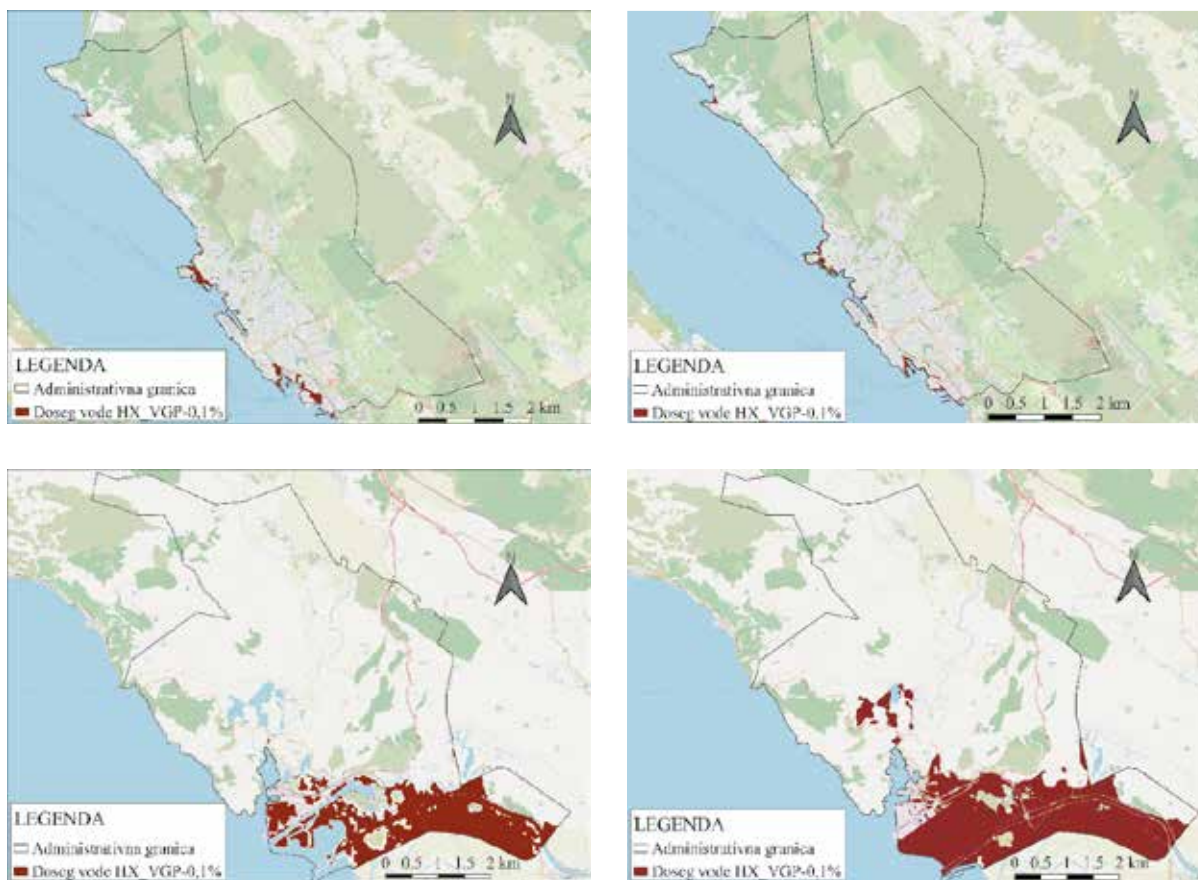 N
LEGENDA
Administrativna granica
Doseg vode HX_VGP-0,1%
0 0.5 1 1.5 2 km
N
LEGENDA
Administrativna granica
Doseg vode HX_VGP-0,1%
0 0.5 1 1.5 2 km
N
LEGENDA
Administrativna granica
Doseg vode HX_VGP-0,1%
0 0.5 1 1.5 2 km
N
LEGENDA
Administrativna granica
Doseg vode HX_VGP-0,1%
0 0.5 1 1.5 2 km